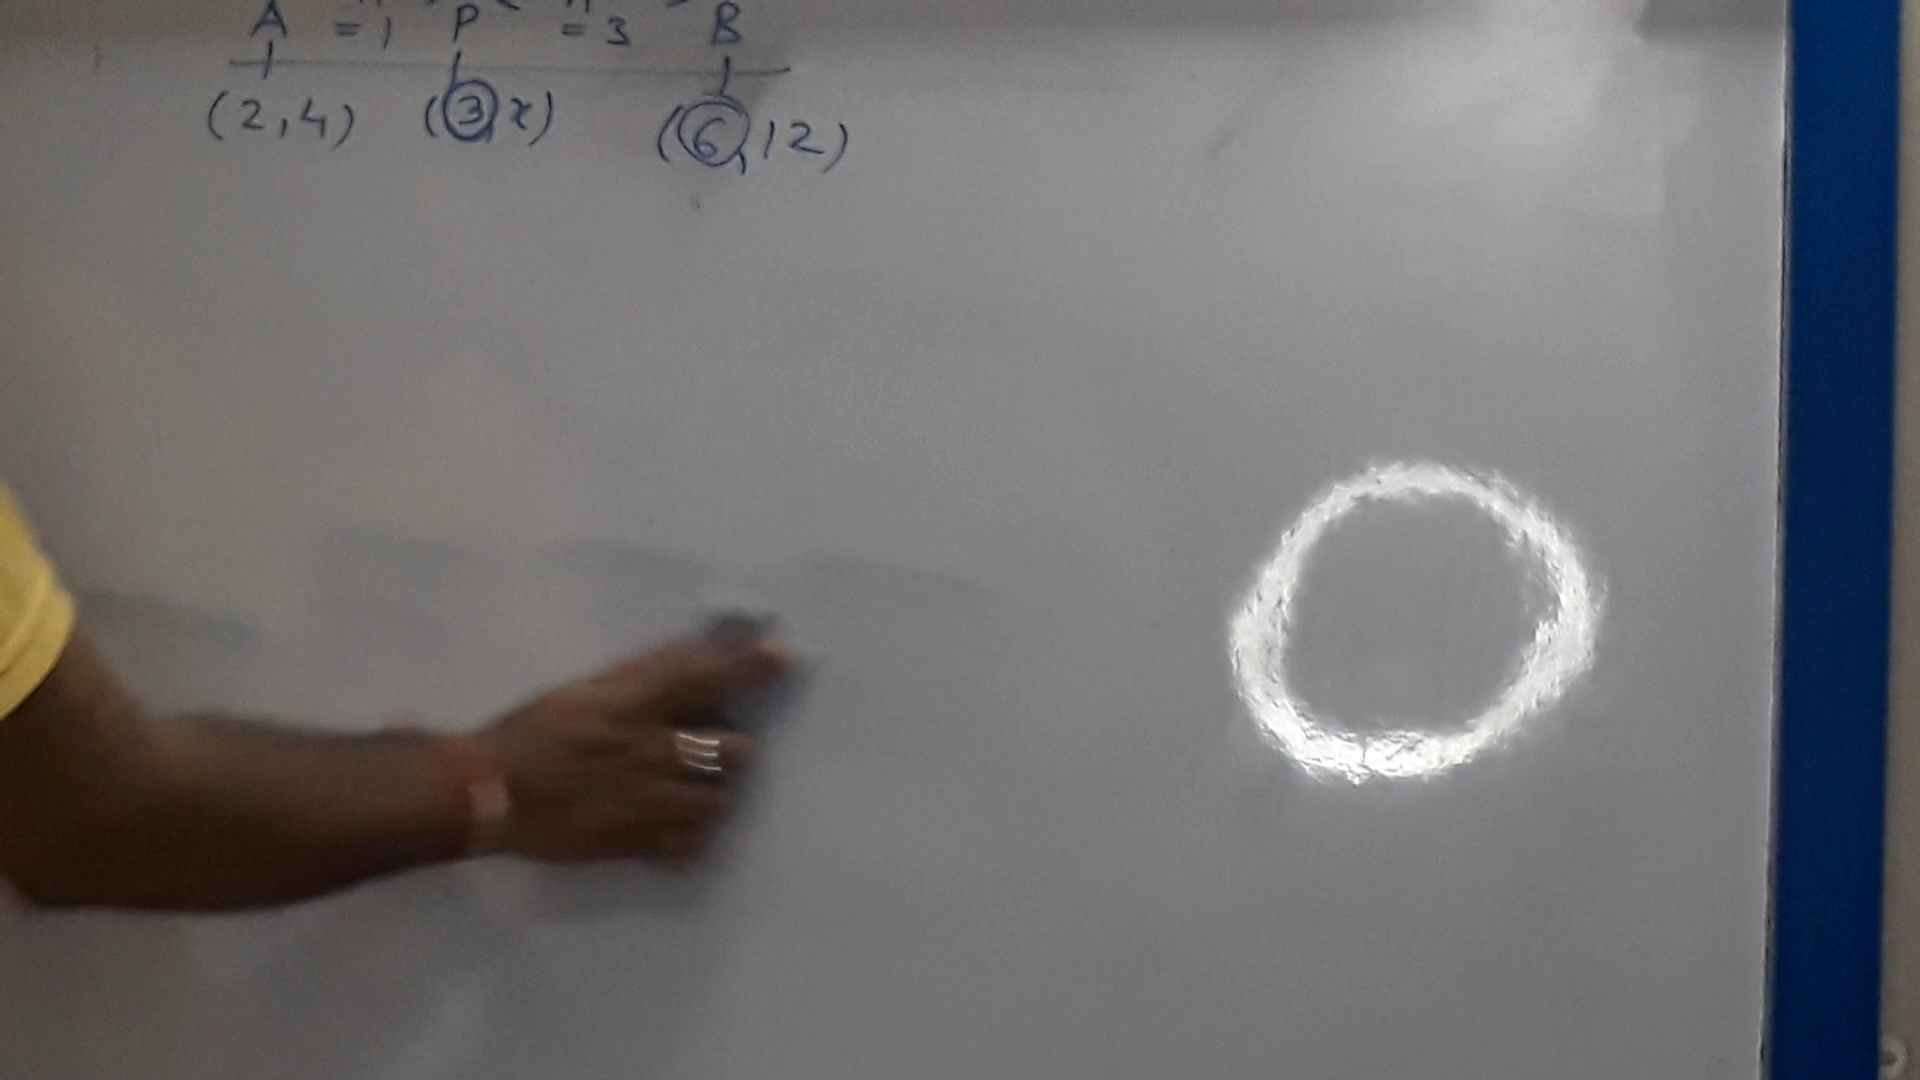 A = 1 P = 3 B
(2,4) (3,x) (6,12)